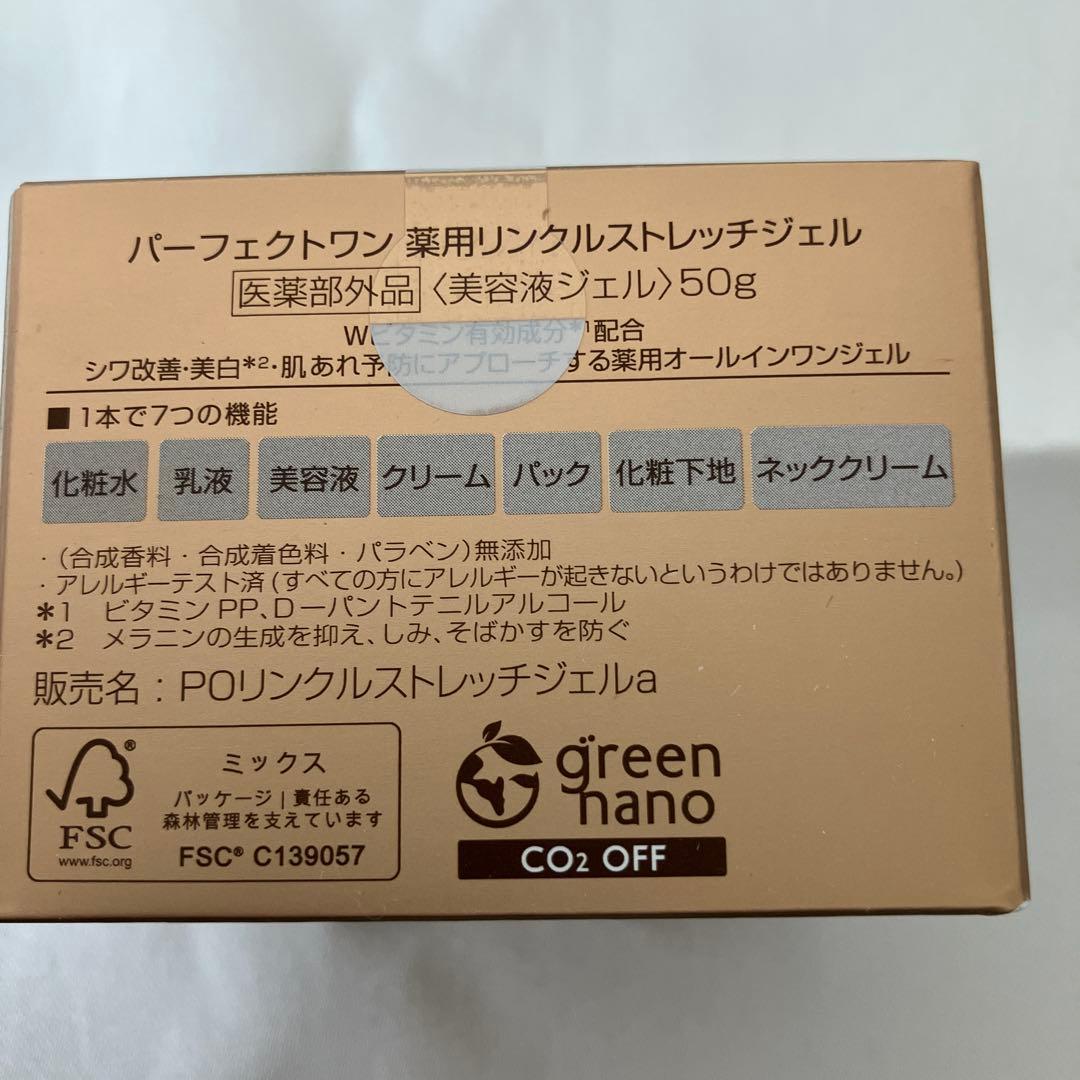 パーフェクトワン 薬用リンクルストレッチジェル
医薬部外品〈美容液ジェル〉50g
Wビタミン有効成分*1配合
シワ改善・美白*2・肌あれ予防にアプローチする薬用オールインワンジェル
■1本で7つの機能
化粧水 乳液 美容液 クリーム パック 化粧下地 ネッククリーム
・(合成香料・合成着色料・パラベン)無添加
・アレルギーテスト済(すべての方にアレルギーが起きないというわけではありません。)
*1 ビタミンPP、D－パントテニルアルコール
*2 メラニンの生成を抑え、しみ、そばかすを防ぐ
販売名：POリンクルストレッチジェルa
FSC®
www.fsc.org
ミックス
パッケージ|責任ある
森林管理を支えています
FSC® C139057
green
nano
CO2 OFF